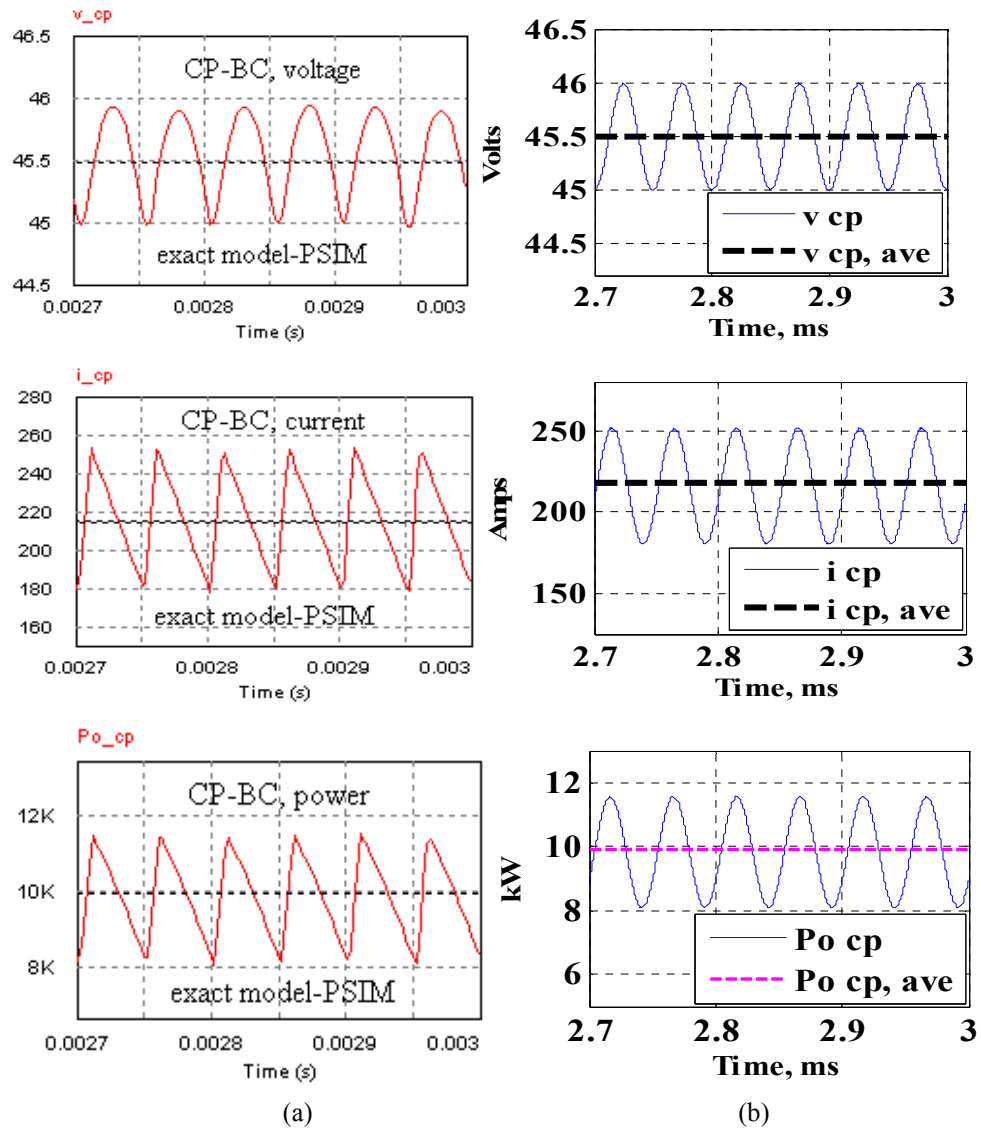 v_cp
46.5
46
45.5
45
44.5
CP-BC, voltage
exact model-PSIM
0.0027 0.0028 0.0029 0.003
Time (s)
46.5
46
45.5
45
44.5
Volts
v cp
v cp, ave
2.7 2.8 2.9 3
Time, ms
i_cp
280
260
240
220
200
180
160
CP-BC, current
exact model-PSIM
0.0027 0.0028 0.0029 0.003
Time (s)
250
200
150
Amps
i cp
i cp, ave
2.7 2.8 2.9 3
Time, ms
Po_cp
12K
10K
8K
CP-BC, power
exact model-PSIM
0.0027 0.0028 0.0029 0.003
Time (s)
12
10
8
6
kW
Po cp
Po cp, ave
2.7 2.8 2.9 3
Time, ms
(a) (b)